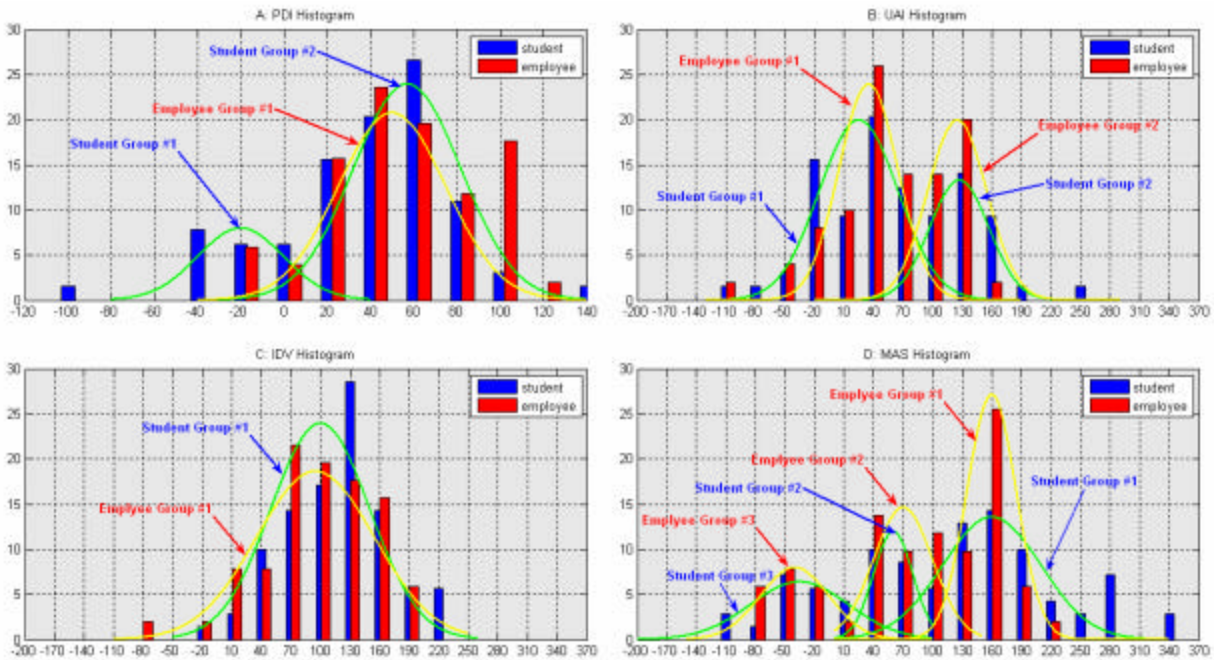 A: PDI Histogram
30
25
20
15
10
5
0
-120 -100 -80 -60 -40 -20 0 20 40 60 80 100 120 140
Student Group #2
Employee Group #1
Student Group #1
student
employee
B: UAI Histogram
30
25
20
15
10
5
0
-200 -170 -140 -110 -80 -50 -20 10 40 70 100 130 160 190 220 250 280 310 340 370
Employee Group #1
Employee Group #2
Student Group #1
Student Group #2
student
employee
C: IDV Histogram
30
25
20
15
10
5
0
-200 -170 -140 -110 -80 -50 -20 10 40 70 100 130 160 190 220 250 280 310 340 370
Student Group #1
Emplyee Group #1
student
employee
D: MAS Histogram
30
25
20
15
10
5
0
-200 -170 -140 -110 -80 -50 -20 10 40 70 100 130 160 190 220 250 280 310 340 370
Emplyee Group #1
Emplyee Group #2
Student Group #2
Student Group #1
Emplyee Group #3
Student Group #3
student
employee